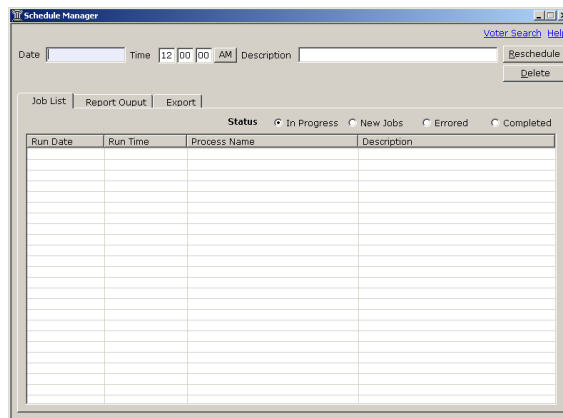 Schedule Manager
Voter Search Help
Date Time 12 00 00 AM Description Reschedule
Delete
Job List Report Ouput Export
Status In Progress New Jobs Errored Completed
Run Date Run Time Process Name Description